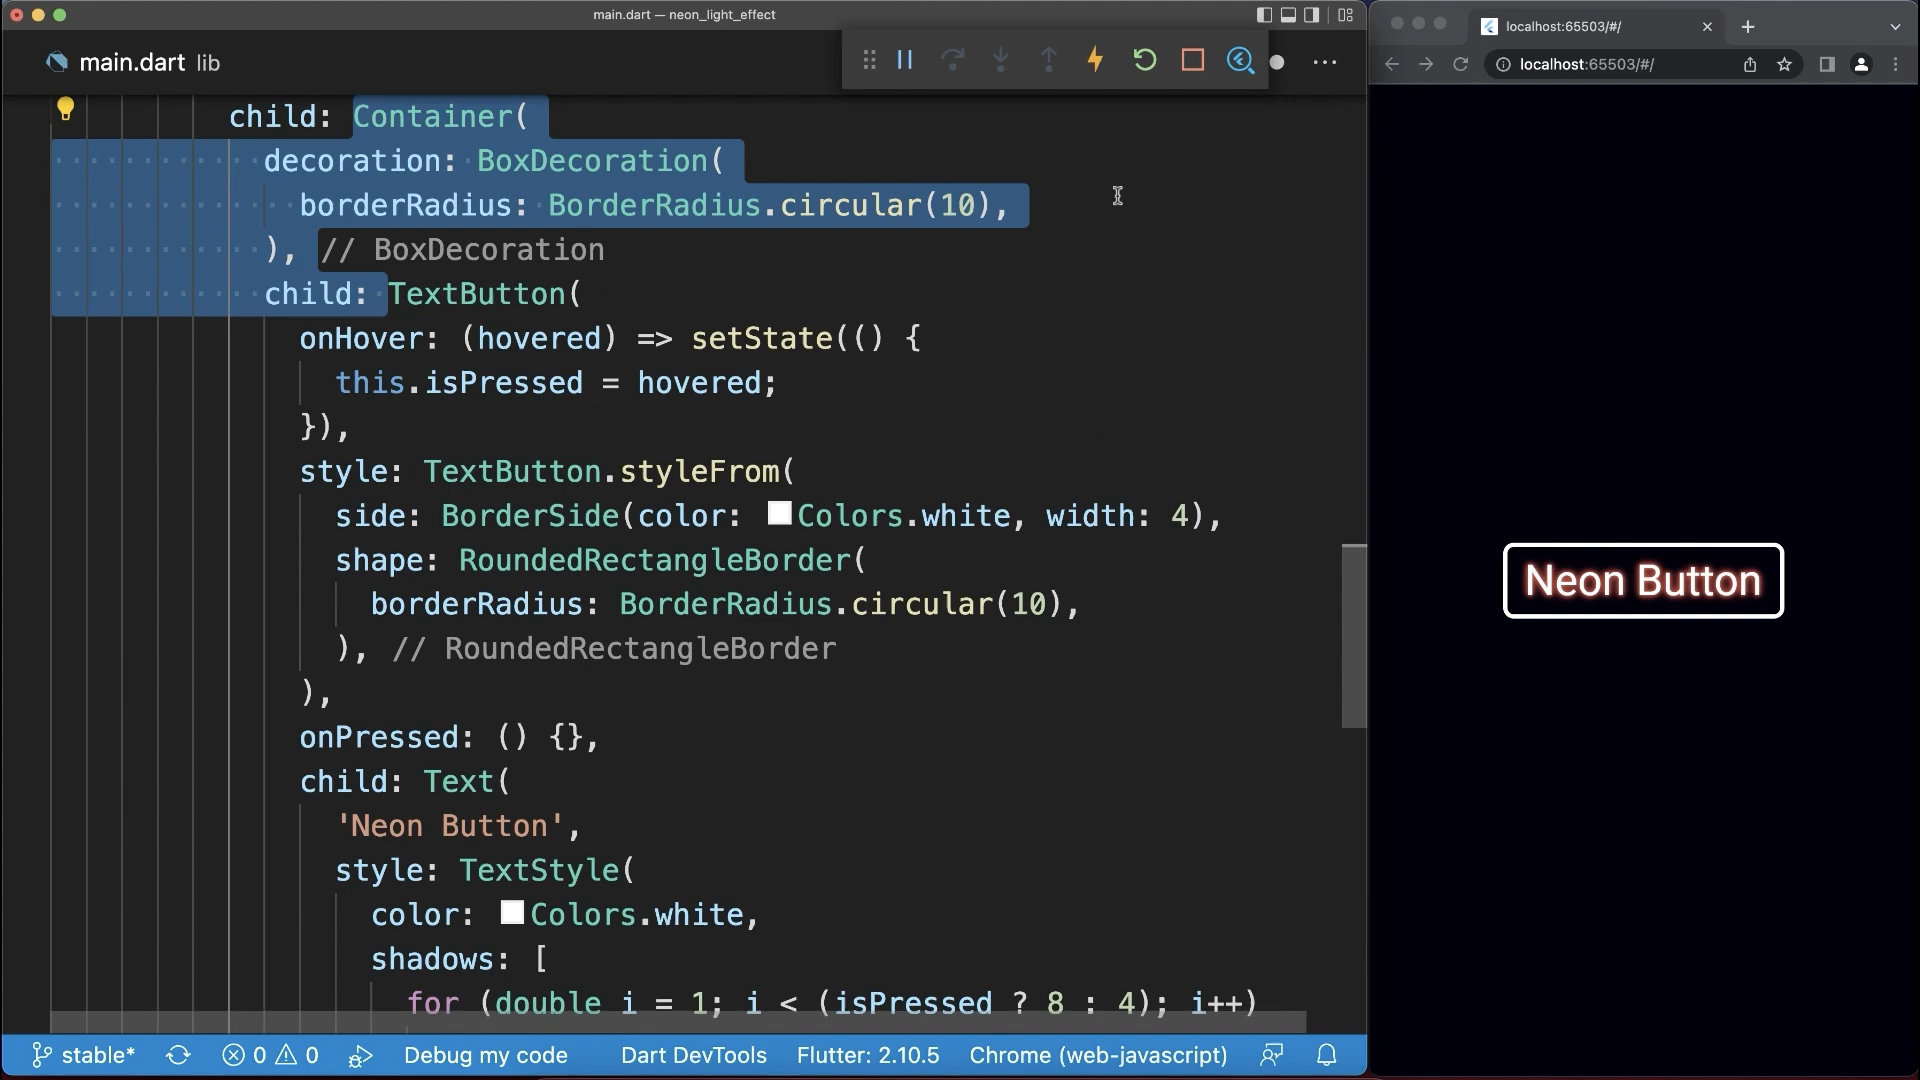 main.dart — neon_light_effect
main.dart lib
child: Container(
decoration: BoxDecoration(
borderRadius: BorderRadius.circular(10),
), // BoxDecoration
child: TextButton(
onHover: (hovered) => setState(() {
this.isPressed = hovered;
}),
style: TextButton.styleFrom(
side: BorderSide(color: Colors.white, width: 4),
shape: RoundedRectangleBorder(
borderRadius: BorderRadius.circular(10),
), // RoundedRectangleBorder
),
onPressed: () {},
child: Text(
'Neon Button',
style: TextStyle(
color: Colors.white,
shadows: [
for (double i = 1; i < (isPressed ? 8 : 4); i++)
stable* 0 0 Debug my code Dart DevTools Flutter: 2.10.5 Chrome (web-javascript)
localhost:65503/#/
localhost:65503/#/
Neon Button